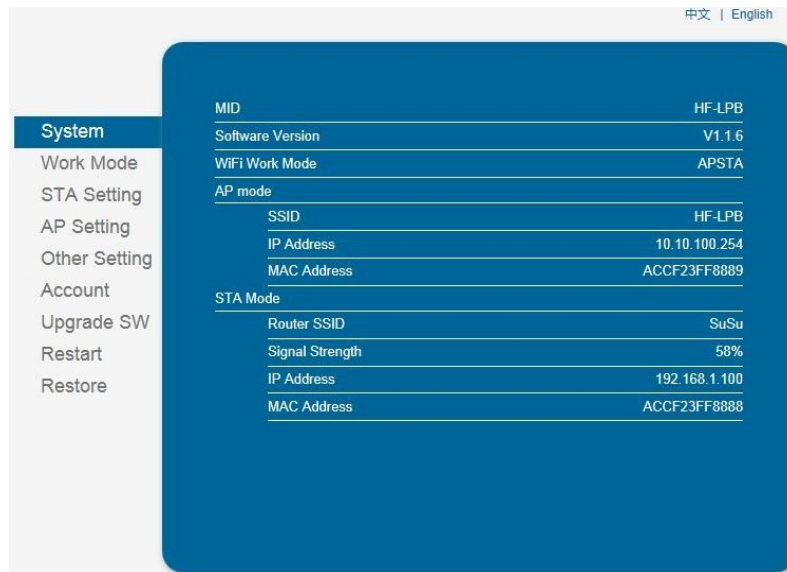 中文 | English
System
Work Mode
STA Setting
AP Setting
Other Setting
Account
Upgrade SW
Restart
Restore
MID HF-LPB
Software Version V1.1.6
WiFi Work Mode APSTA
AP mode
SSID HF-LPB
IP Address 10.10.100.254
MAC Address ACCF23FF8889
STA Mode
Router SSID SuSu
Signal Strength 58%
IP Address 192.168.1.100
MAC Address ACCF23FF8888